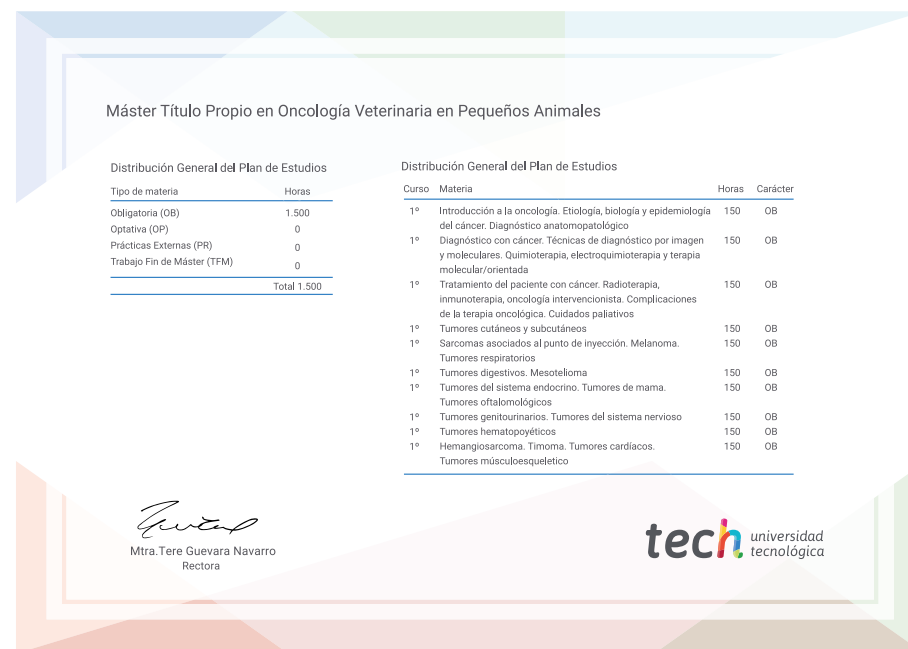 Máster Título Propio en Oncología Veterinaria en Pequeños Animales
Distribución General del Plan de Estudios
Tipo de materia Horas
Obligatoria (OB) 1.500
Optativa (OP) 0
Prácticas Externas (PR) 0
Trabajo Fin de Máster (TFM) 0
Total 1.500
Distribución General del Plan de Estudios
Curso Materia Horas Carácter
1º Introducción a la oncología. Etiología, biología y epidemiología 150 OB
del cáncer. Diagnóstico anatomopatológico
1º Diagnóstico con cáncer. Técnicas de diagnóstico por imagen 150 OB
y moleculares. Quimioterapia, electroquimioterapia y terapia
molecular/orientada
1º Tratamiento del paciente con cáncer. Radioterapia, 150 OB
inmunoterapia, oncología intervencionista. Complicaciones
de la terapia oncológica. Cuidados paliativos
1º Tumores cutáneos y subcutáneos 150 OB
1º Sarcomas asociados al punto de inyección. Melanoma. 150 OB
Tumores respiratorios
1º Tumores digestivos. Mesotelioma 150 OB
1º Tumores del sistema endocrino. Tumores de mama. 150 OB
Tumores oftalomológicos
1º Tumores genitourinarios. Tumores del sistema nervioso 150 OB
1º Tumores hematopoyéticos 150 OB
1º Hemangiosarcoma. Timoma. Tumores cardíacos. 150 OB
Tumores músculoesqueletico
Mtra.Tere Guevara Navarro
Rectora
tech universidad
tecnológica